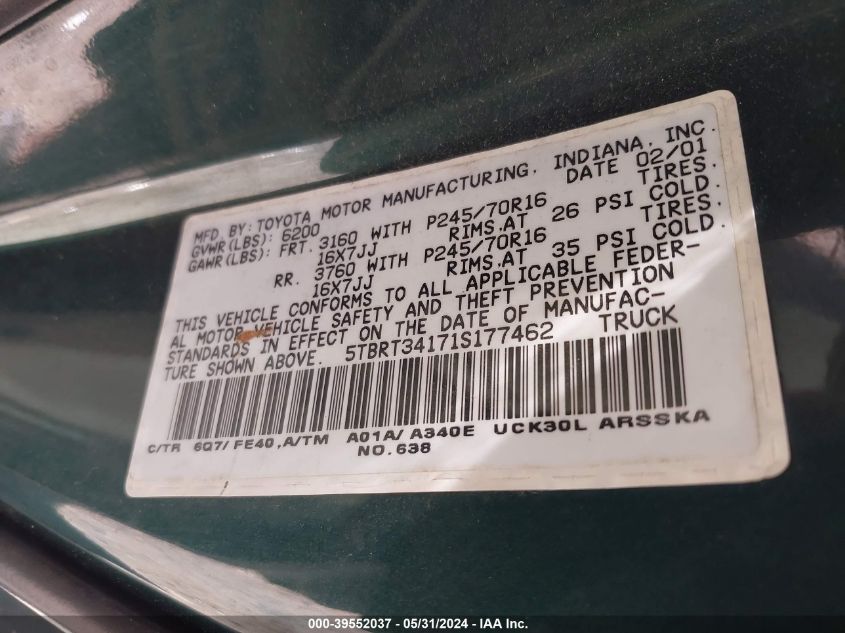 MFD. BY: TOYOTA MOTOR MANUFACTURING, INDIANA, INC.
GVWR(LBS): 6200 DATE 02/01
GAWR(LBS): FRT. 3160 WITH P245/70R16 TIRES.
16X7JJ RIMS.AT 26 PSI COLD.
RR. 3760 WITH P245/70R16 TIRES.
16X7JJ RIMS.AT 35 PSI COLD.
THIS VEHICLE CONFORMS TO ALL APPLICABLE FEDER-
AL MOTOR VEHICLE SAFETY AND THEFT PREVENTION
STANDARDS IN EFFECT ON THE DATE OF MANUFAC-
TURE SHOWN ABOVE. 5TBRT34171S177462 TRUCK
C/TR 6Q7/ FE40 ,A/TM A01A/ A340E UCK30L ARSSKA
NO.638
000-39552037 - 05/31/2024 - IAA Inc.